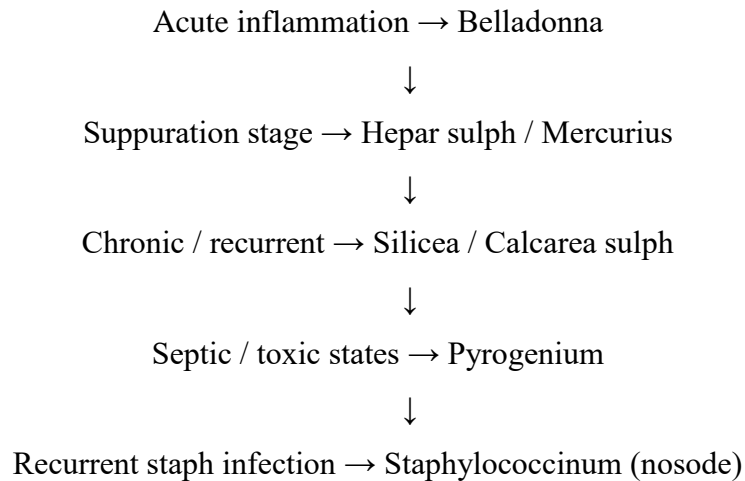 Acute inflammation → Belladonna
↓
Suppuration stage → Hepar sulph / Mercurius
↓
Chronic / recurrent → Silicea / Calcarea sulph
↓
Septic / toxic states → Pyrogenium
↓
Recurrent staph infection → Staphylococcinum (nosode)